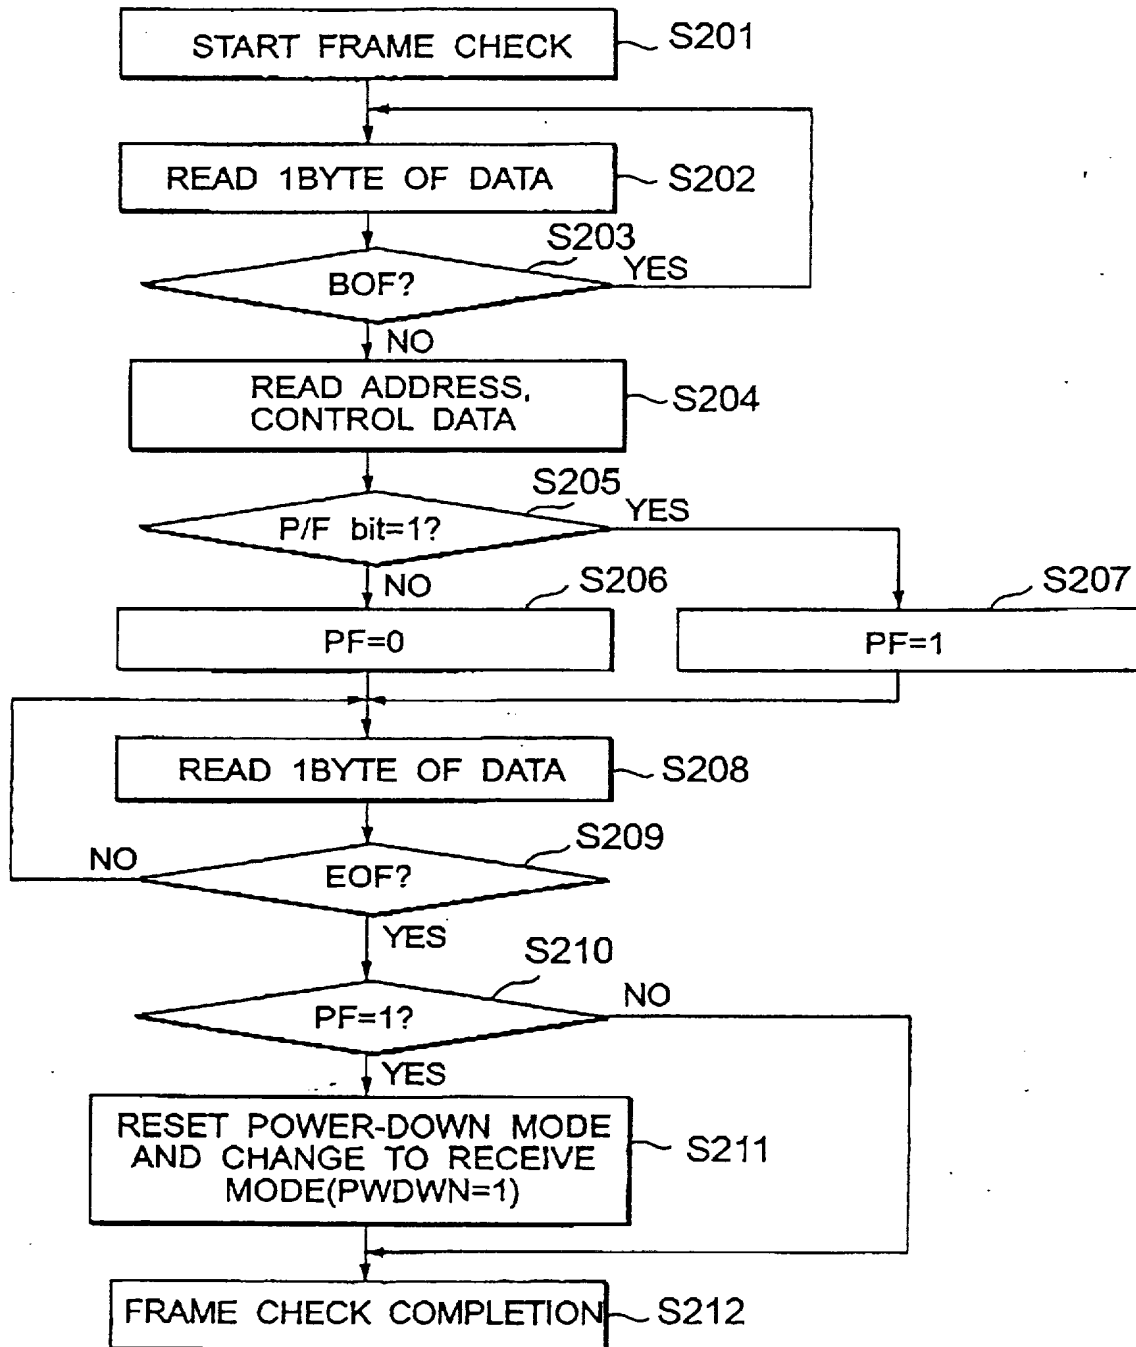 START FRAME CHECK
S201
READ 1BYTE OF DATA
S202
S203
BOF?
YES
NO
READ ADDRESS,
CONTROL DATA
S204
S205
P/F bit=1?
YES
NO
S206
S207
PF=0
PF=1
READ 1BYTE OF DATA
S208
S209
NO
EOF?
YES
S210
PF=1?
NO
YES
RESET POWER-DOWN MODE
AND CHANGE TO RECEIVE
MODE(PWDWN=1)
S211
FRAME CHECK COMPLETION
S212